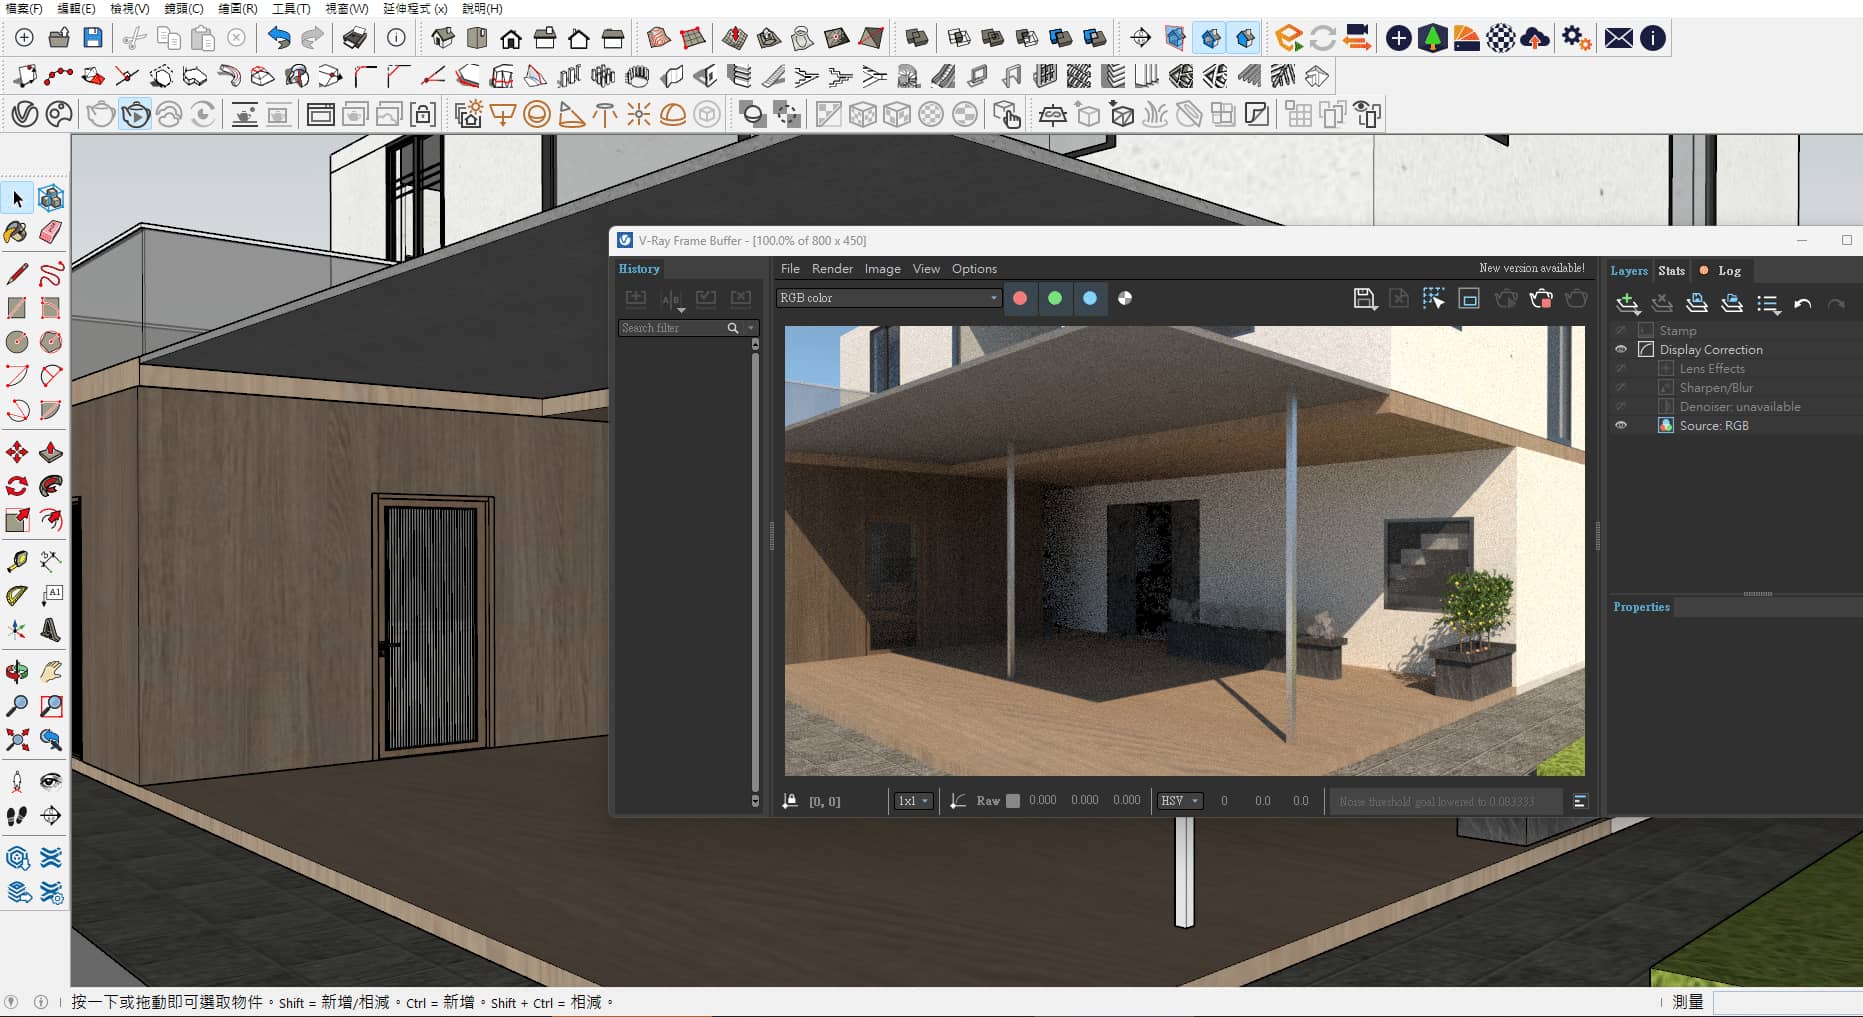 檔案(F) 編輯(E) 檢視(V) 鏡頭(C) 繪圖(R) 工具(T) 視窗(W) 延伸程式 (x) 說明(H)
V-Ray Frame Buffer - [100.0% of 800 x 450]
History
File Render Image View Options
New version available!
Layers Stats Log
RGB color
Search filter
Stamp
Display Correction
Lens Effects
Sharpen/Blur
Denoiser: unavailable
Source: RGB
Properties
A1
[0, 0]
1x1
Raw 0.000 0.000 0.000
HSV 0 0.0 0.0
Noise threshold goal lowered to 0.083333
按一下或拖動即可選取物件。Shift = 新增/相減。Ctrl = 新增。Shift + Ctrl = 相減。
測量